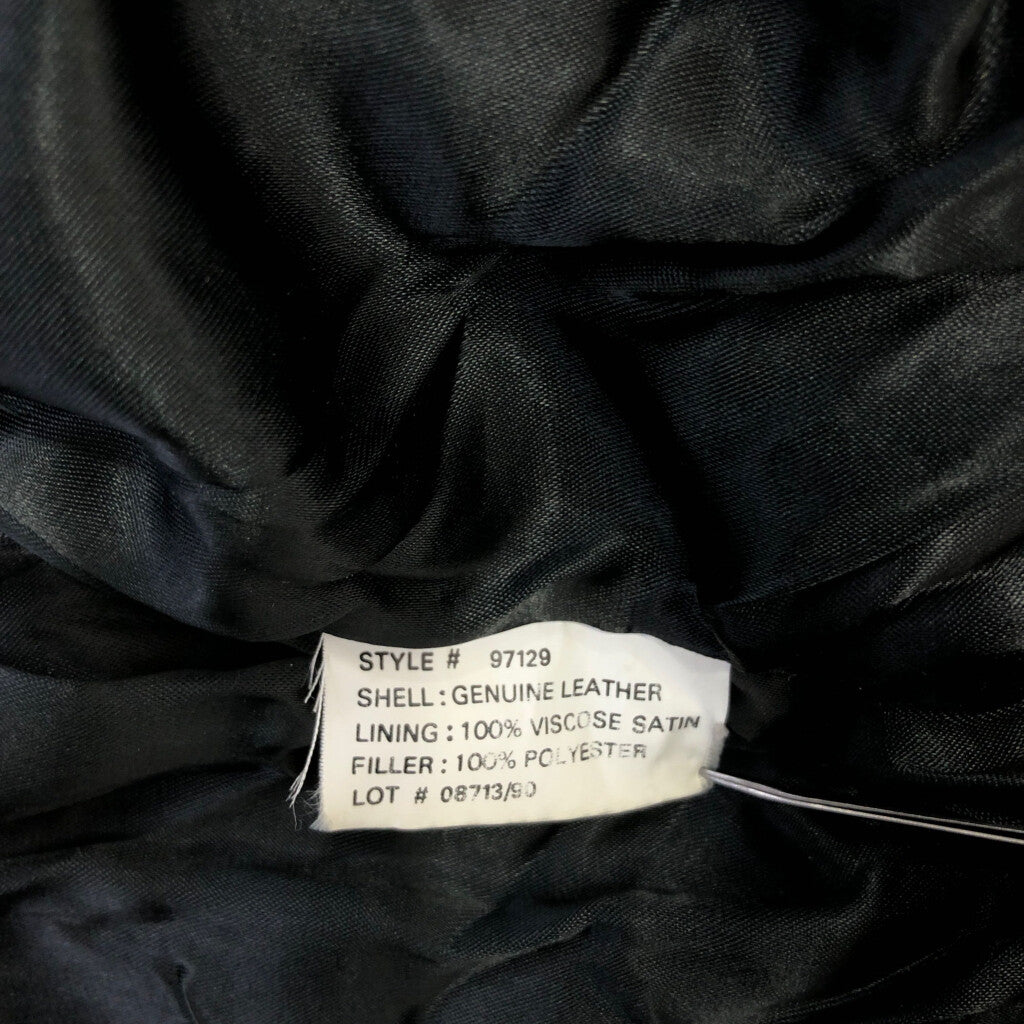 STYLE # 97129
SHELL : GENUINE LEATHER
LINING : 100% VISCOSE SATIN
FILLER : 100% POLYESTER
LOT # 08713/90